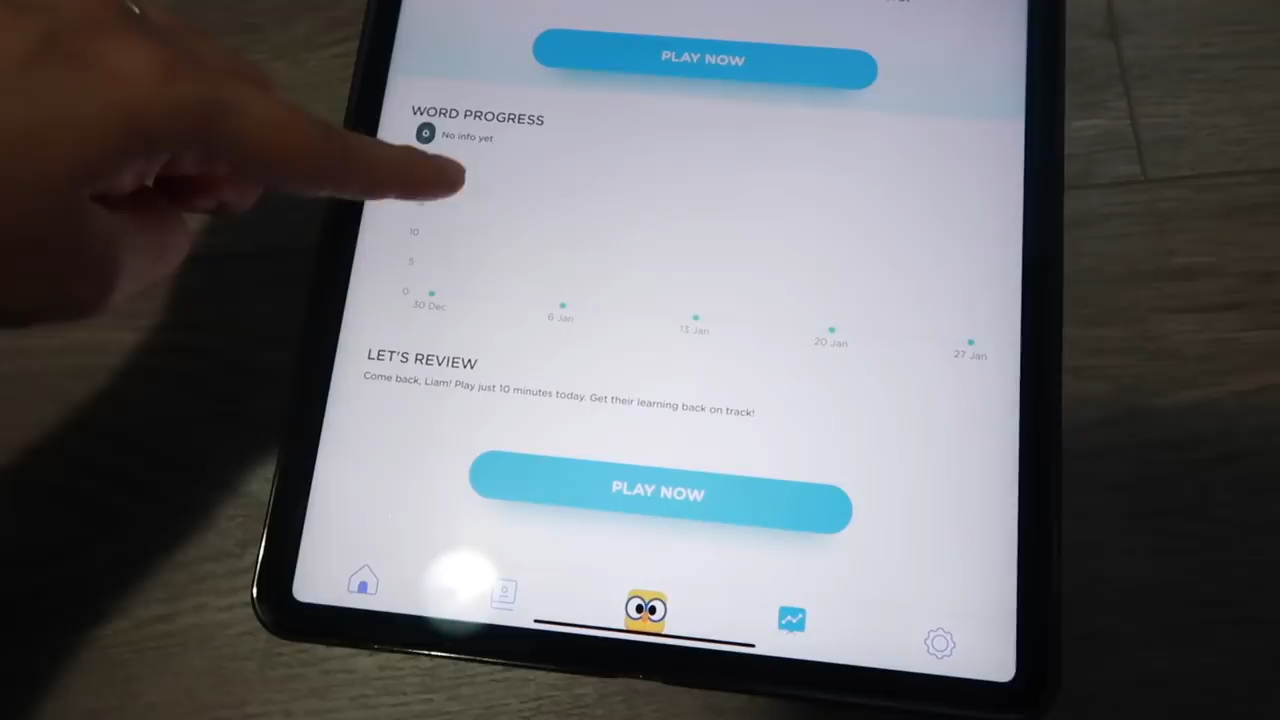 PLAY NOW
WORD PROGRESS
0 No info yet
10
5
0
30 Dec 6 Jan 13 Jan 20 Jan 27 Jan
LET'S REVIEW
Come back, Liam! Play just 10 minutes today. Get their learning back on track!
PLAY NOW